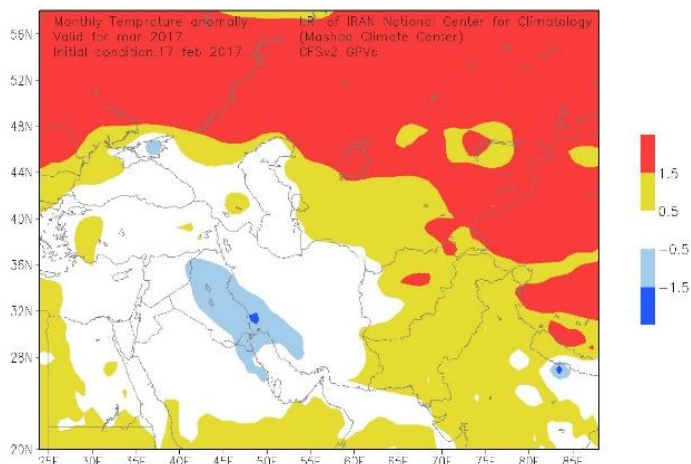 Monthly Temprature anomaly
Valid for mar 2017
Initial condition.17 feb 2017
I.R. of IRAN National Center for Climatology
(Mashad Climate Center)
CFSv2 GPVs
56N
52N
48N
44N
40N
36N
32N
28N
20N
25E 30E 35E 40E 45E 50E 55E 60E 65E 70E 75E 80E 85E
1.5
0.5
-0.5
-1.5